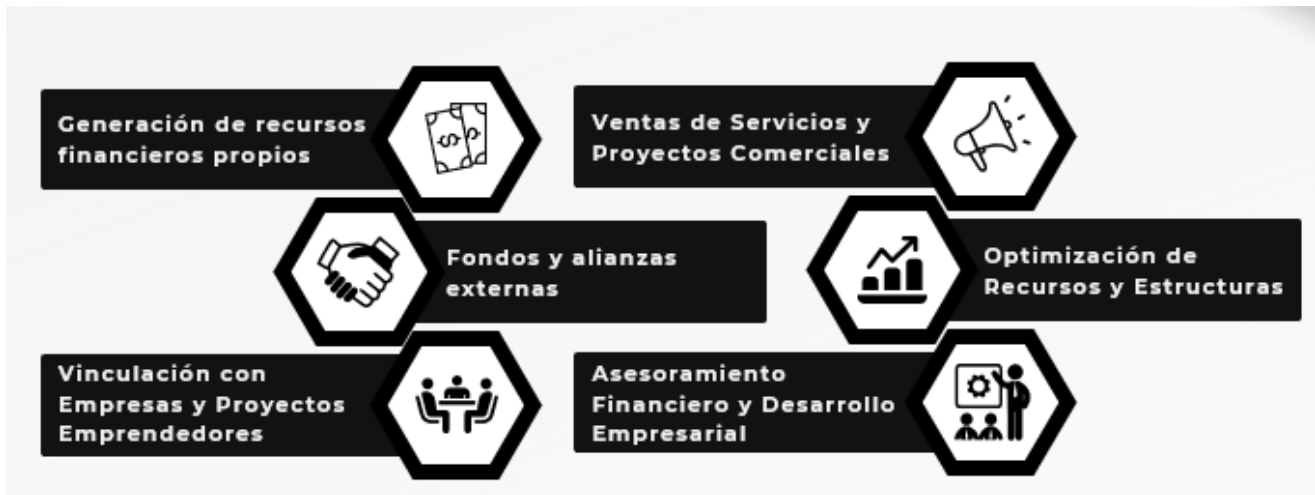 Generación de recursos
financieros propios
Fondos y alianzas
externas
Vinculación con
Empresas y Proyectos
Emprendedores
Ventas de Servicios y
Proyectos Comerciales
Optimización de
Recursos y Estructuras
Asesoramiento
Financiero y Desarrollo
Empresarial